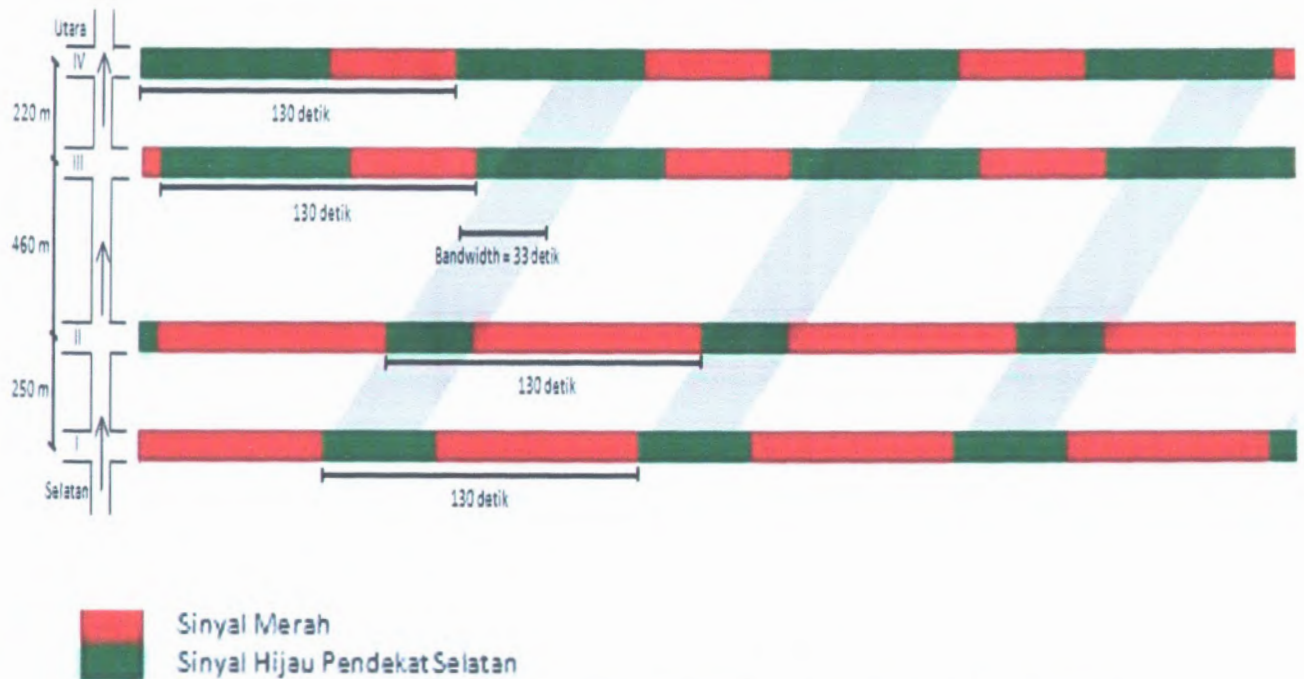 Utara
IV
130 detik
220 m
III
130 detik
460 m
Bandwidth = 33 detik
II
130 detik
250 m
I
Selatan
130 detik
Sinyal Merah
Sinyal Hijau Pendekat Selatan